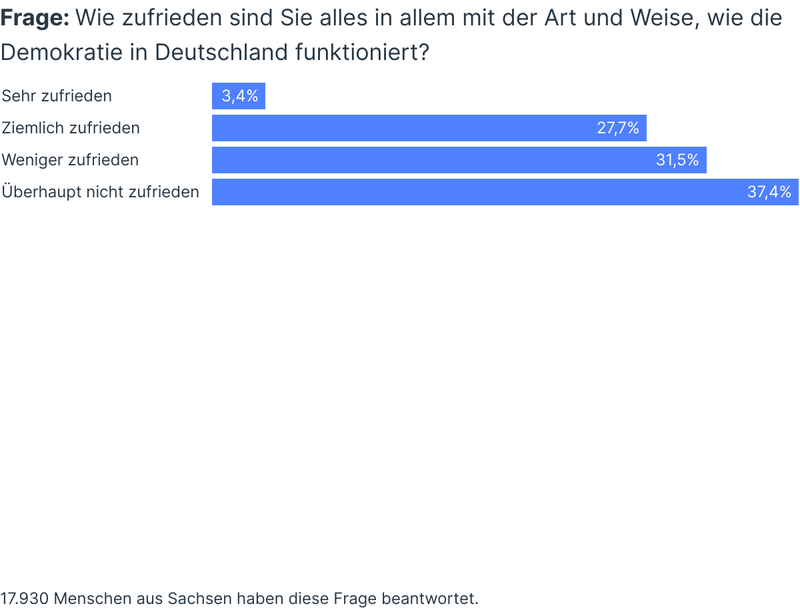 Frage: Wie zufrieden sind Sie alles in allem mit der Art und Weise, wie die
Demokratie in Deutschland funktioniert?
Sehr zufrieden 3,4%
Ziemlich zufrieden 27,7%
Weniger zufrieden 31,5%
Überhaupt nicht zufrieden 37,4%
17.930 Menschen aus Sachsen haben diese Frage beantwortet.